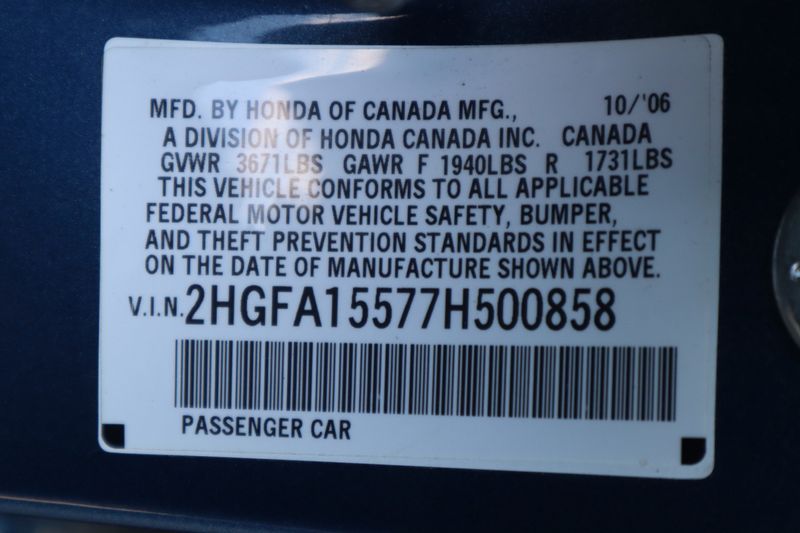 MFD. BY HONDA OF CANADA MFG., 10/'06
A DIVISION OF HONDA CANADA INC. CANADA
GVWR 3671LBS GAWR F 1940LBS R 1731LBS
THIS VEHICLE CONFORMS TO ALL APPLICABLE
FEDERAL MOTOR VEHICLE SAFETY, BUMPER,
AND THEFT PREVENTION STANDARDS IN EFFECT
ON THE DATE OF MANUFACTURE SHOWN ABOVE.
V.I.N. 2HGFA15577H500858
PASSENGER CAR